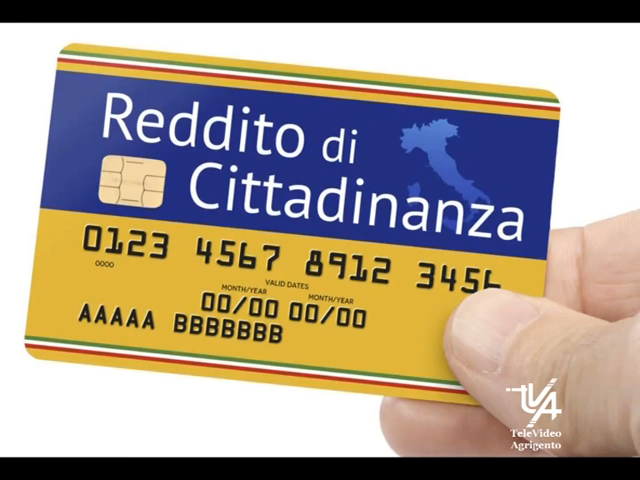 Reddito di
Cittadinanza
0123 4567 8912 3456
0000
VALID DATES
MONTH/YEAR MONTH/YEAR
00/00 00/00
AAAAA BBBBBBB
TVA
TeleVideo
Agrigento